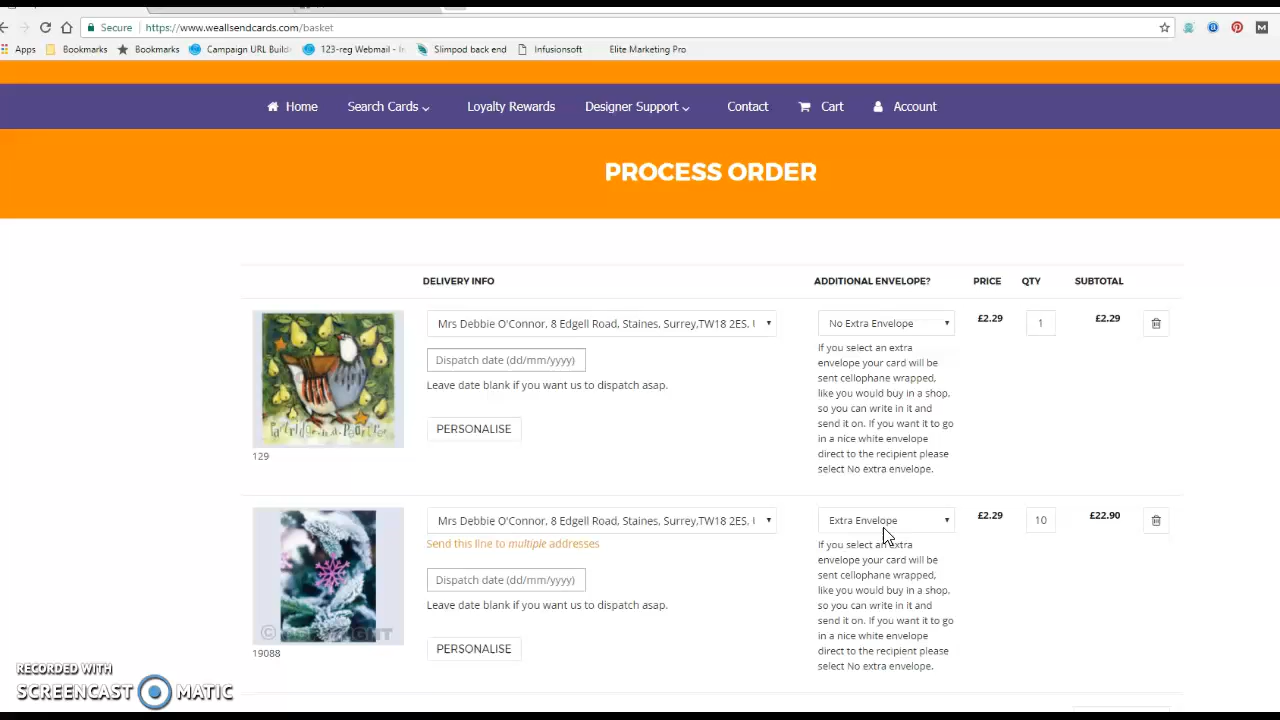 Secure https://www.weallsendcards.com/basket
Apps Bookmarks Bookmarks Campaign URL Build 123-reg Webmail - I Slimpod back end Infusionsoft Elite Marketing Pro
Home Search Cards Loyalty Rewards Designer Support Contact Cart Account
PROCESS ORDER
DELIVERY INFO ADDITIONAL ENVELOPE? PRICE QTY SUBTOTAL
Mrs Debbie O'Connor, 8 Edgell Road, Staines, Surrey,TW18 2ES, No Extra Envelope £2.29 1 £2.29
If you select an extra
Dispatch date (dd/mm/yyyy) envelope your card will be
sent cellophane wrapped,
Leave date blank if you want us to dispatch asap. like you would buy in a shop,
so you can write in it and
PERSONALISE send it on. If you want it to go
in a nice white envelope
direct to the recipient please
129 select No extra envelope.
Mrs Debbie O'Connor, 8 Edgell Road, Staines, Surrey,TW18 2ES, Extra Envelope £2.29 10 £22.90
Send this line to multiple addresses If you select an extra
envelope your card will be
Dispatch date (dd/mm/yyyy) sent cellophane wrapped,
like you would buy in a shop,
Leave date blank if you want us to dispatch asap. so you can write in it and
send it on. If you want it to go
© COPYRIGHT in a nice white envelope
PERSONALISE direct to the recipient please
19088 select No extra envelope.
RECORDED WITH
SCREENCAST MATIC